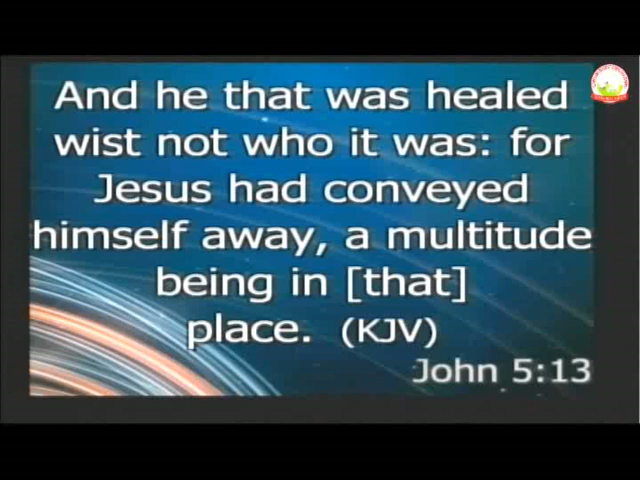 And he that was healed
wist not who it was: for
Jesus had conveyed
himself away, a multitude
being in [that]
place. (KJV)
John 5:13